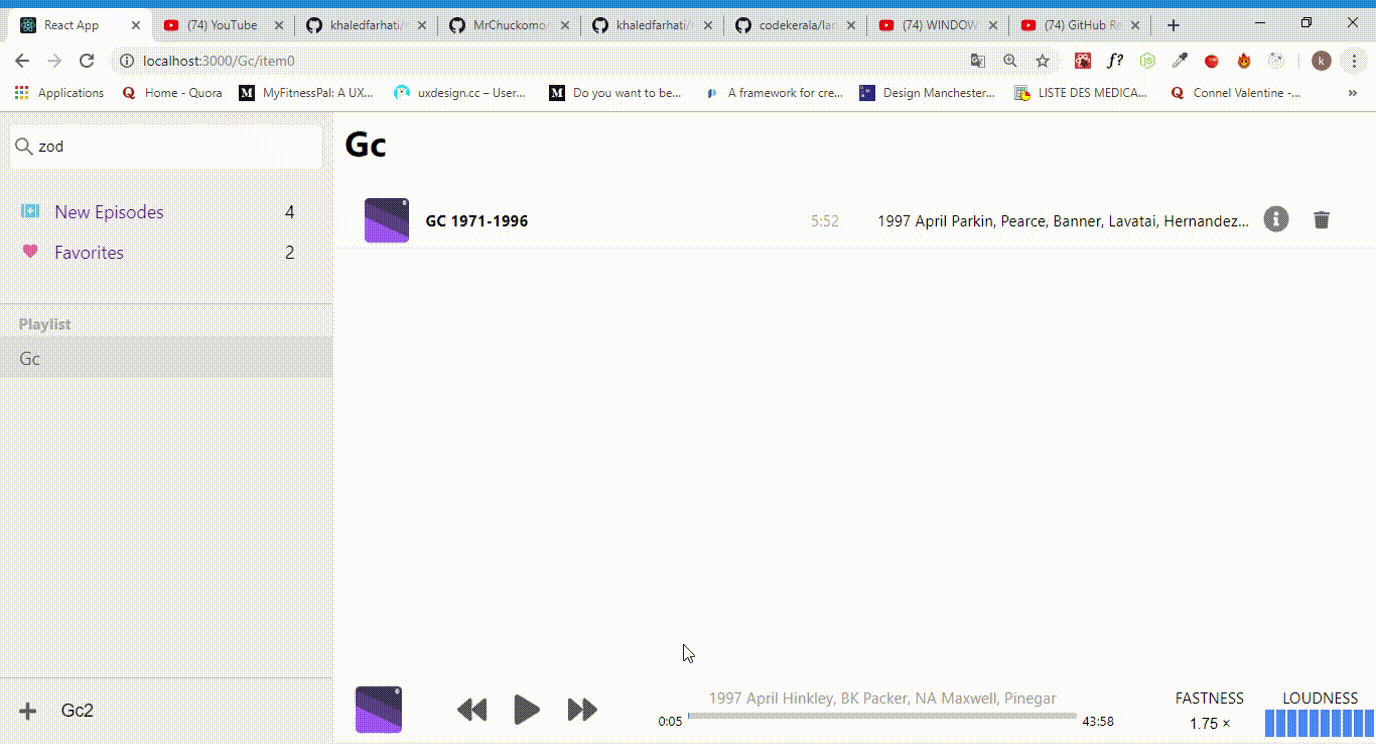 React App
(74) YouTube
khaledfarhati/r
MrChuckomo/
khaledfarhati/r
codekerala/lan
(74) WINDOW
(74) GitHub Re
localhost:3000/Gc/item0
f?
k
Applications
Home - Quora
MyFitnessPal: A UX...
uxdesign.cc – User...
Do you want to be...
A framework for cre...
Design Manchester...
LISTE DES MEDICA...
Connel Valentine -...
»
zod
New Episodes 4
Favorites 2
Playlist
Gc
Gc
GC 1971-1996 5:52 1997 April Parkin, Pearce, Banner, Lavatai, Hernandez...
Gc2
1997 April Hinkley, BK Packer, NA Maxwell, Pinegar
0:05 43:58
FASTNESS
1.75 ×
LOUDNESS